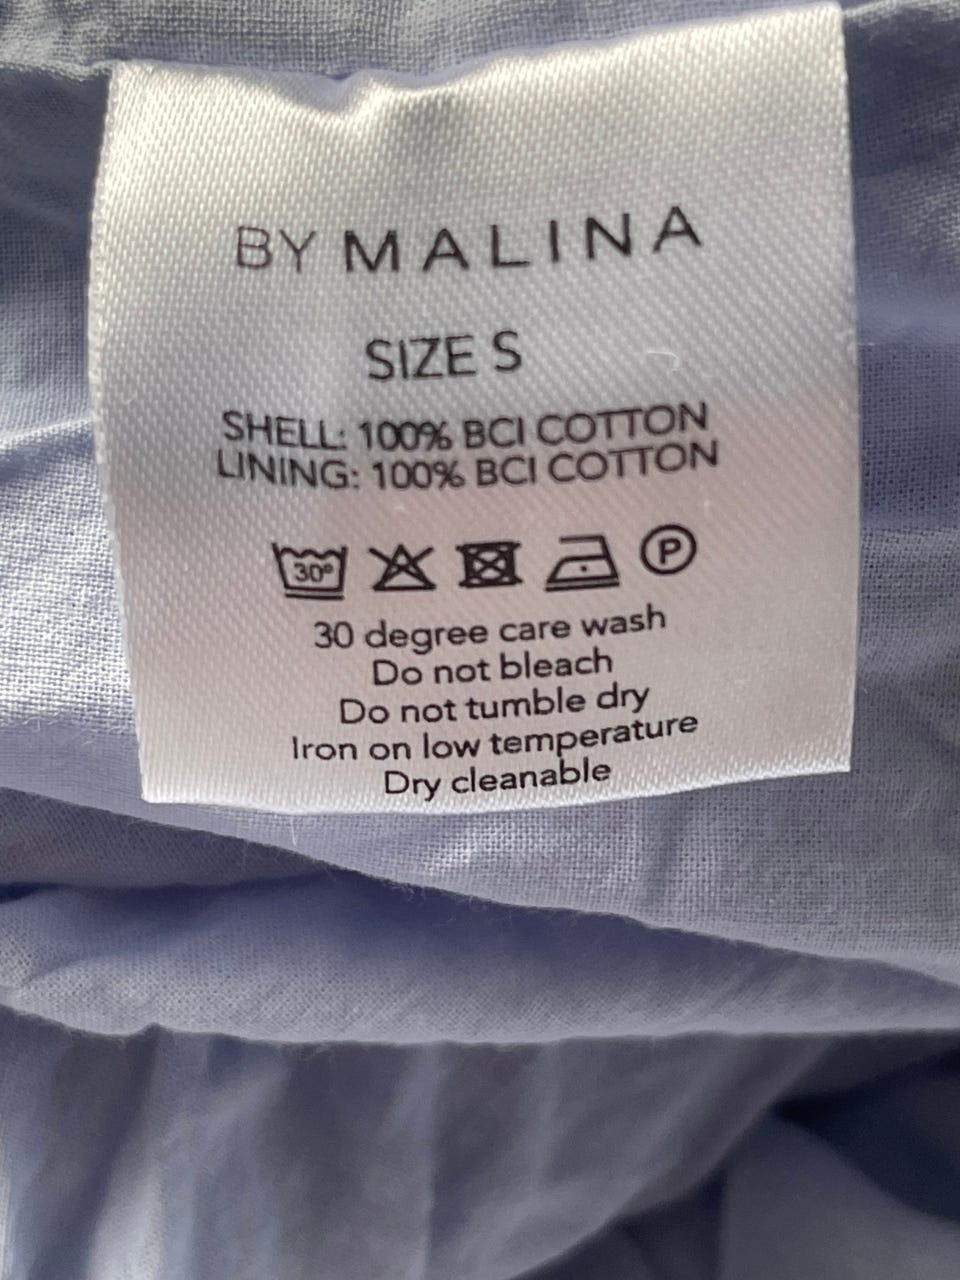 BY MALINA
SIZE S
SHELL: 100% BCI COTTON
LINING: 100% BCI COTTON
30° P
30 degree care wash
Do not bleach
Do not tumble dry
Iron on low temperature
Dry cleanable